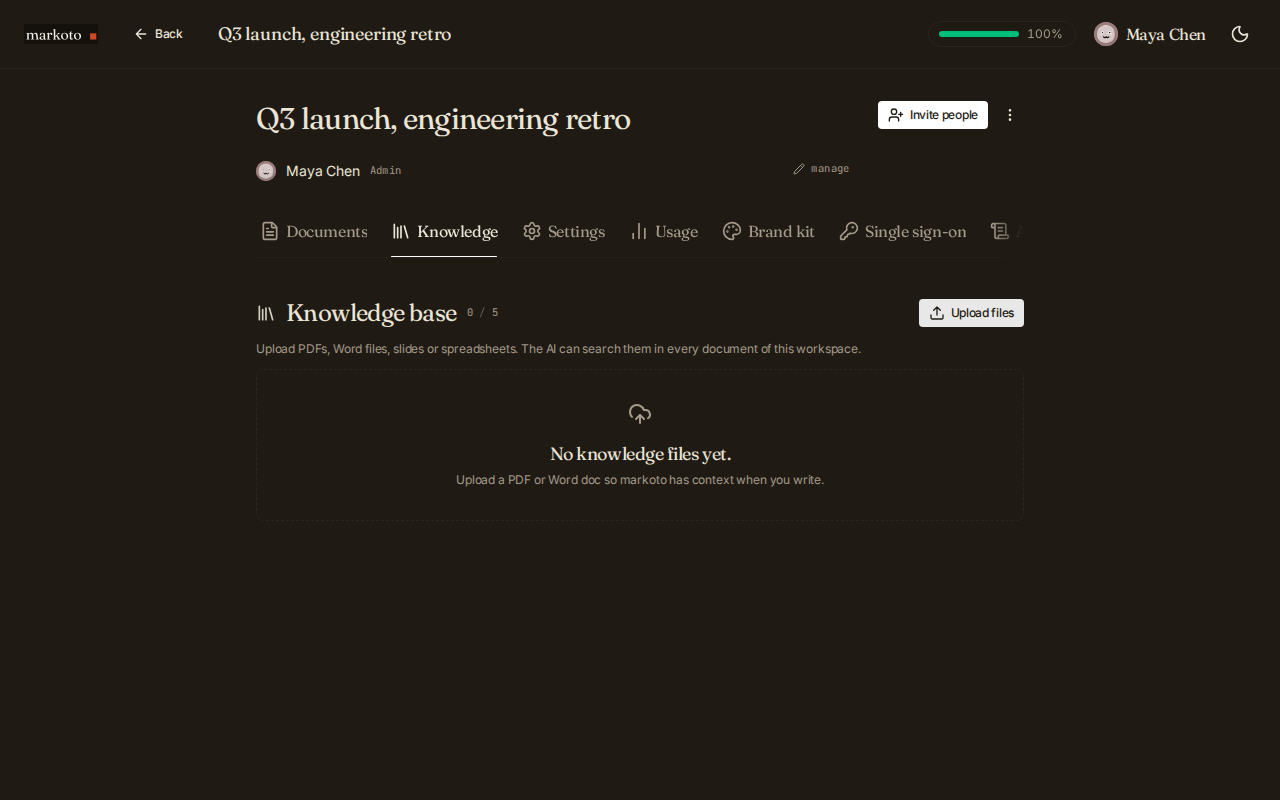 markoto
Back
Q3 launch, engineering retro
100%
Maya Chen
Q3 launch, engineering retro
Invite people
Maya Chen Admin
manage
Documents Knowledge Settings Usage Brand kit Single sign-on
Knowledge base 0 / 5
Upload files
Upload PDFs, Word files, slides or spreadsheets. The AI can search them in every document of this workspace.
No knowledge files yet.
Upload a PDF or Word doc so markoto has context when you write.